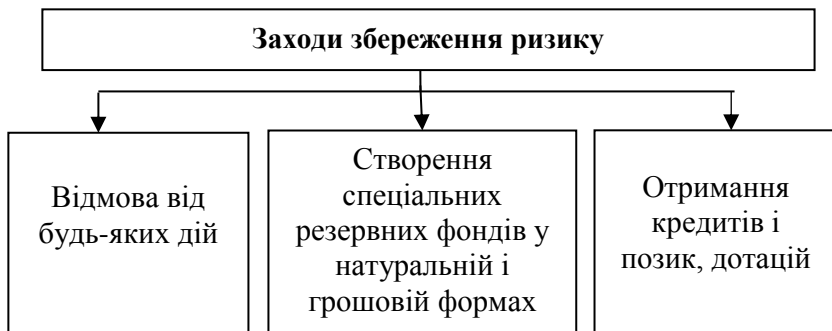 Заходи збереження ризику
Відмова від
будь-яких дій
Створення
спеціальних
резервних фондів у
натуральній і
грошовій формах
Отримання
кредитів і
позик, дотацій